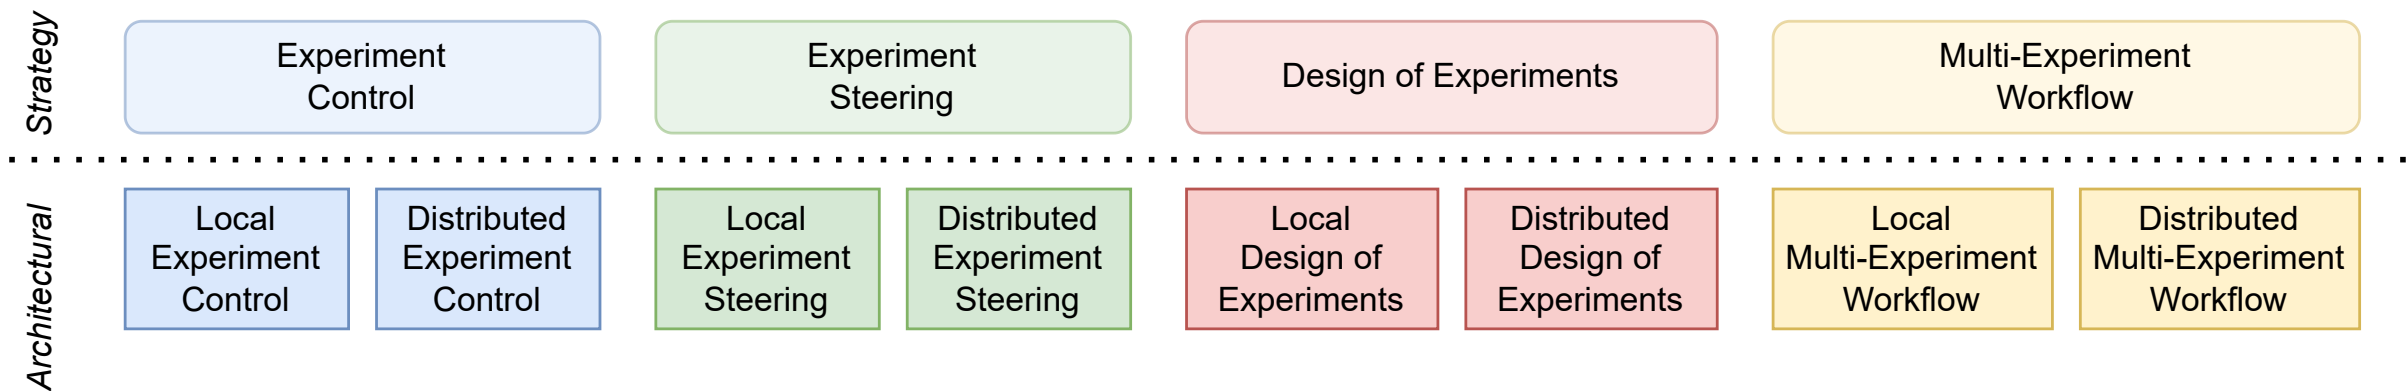 Strategy
Experiment
Control
Experiment
Steering
Design of Experiments
Multi-Experiment
Workflow
Architectural
Local
Experiment
Control
Distributed
Experiment
Control
Local
Experiment
Steering
Distributed
Experiment
Steering
Local
Design of
Experiments
Distributed
Design of
Experiments
Local
Multi-Experiment
Workflow
Distributed
Multi-Experiment
Workflow